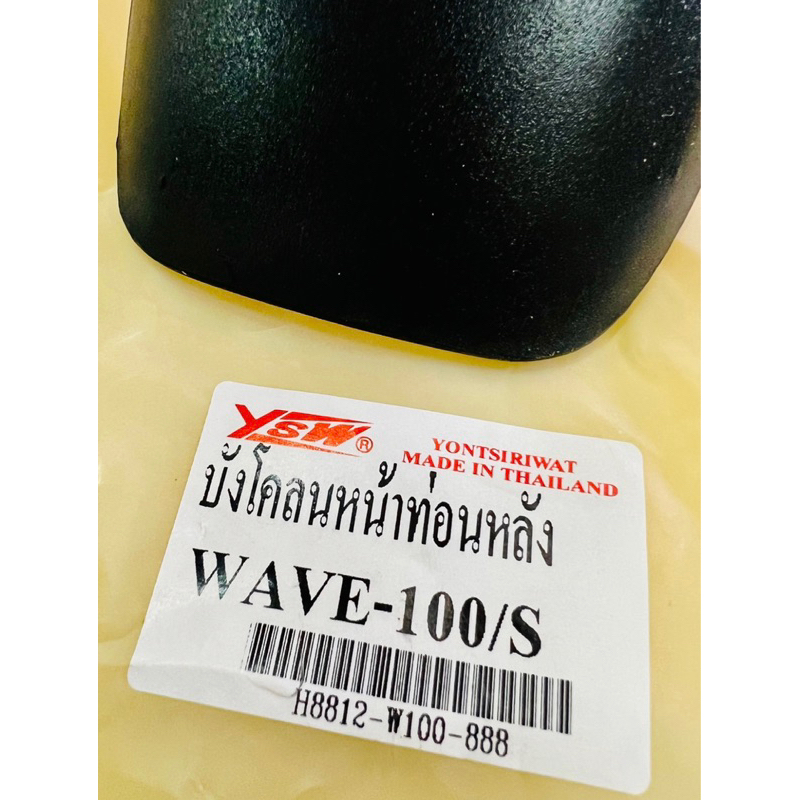 YSW®
YONTSIRIWAT
MADE IN THAILAND
บังโคลนหน้าท่อนหลัง
WAVE-100/S
H8812-W100-888